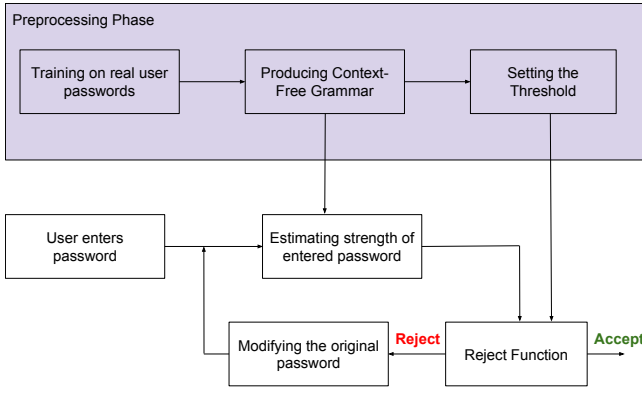 Preprocessing Phase
Training on real user
passwords
Producing Context-
Free Grammar
Setting the
Threshold
User enters
password
Estimating strength of
entered password
Modifying the original
password
Reject
Reject Function
Accept